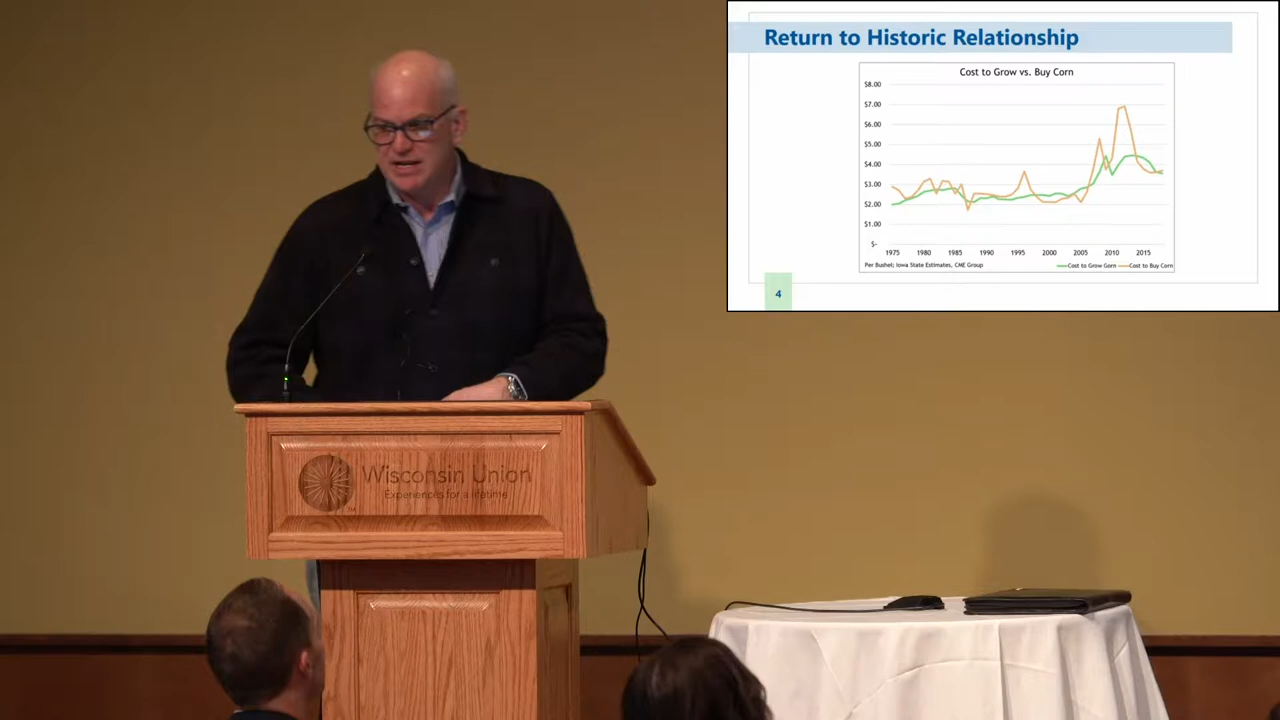 Return to Historic Relationship
Cost to Grow vs. Buy Corn
$8.00
$7.00
$6.00
$5.00
$4.00
$3.00
$2.00
$1.00
$-
1975 1980 1985 1990 1995 2000 2005 2010 2015
Per Bushel; Iowa State Estimates, CME Group
Cost to Grow Corn Cost to Buy Corn
4
Wisconsin Union
Experiences for a lifetime
TM